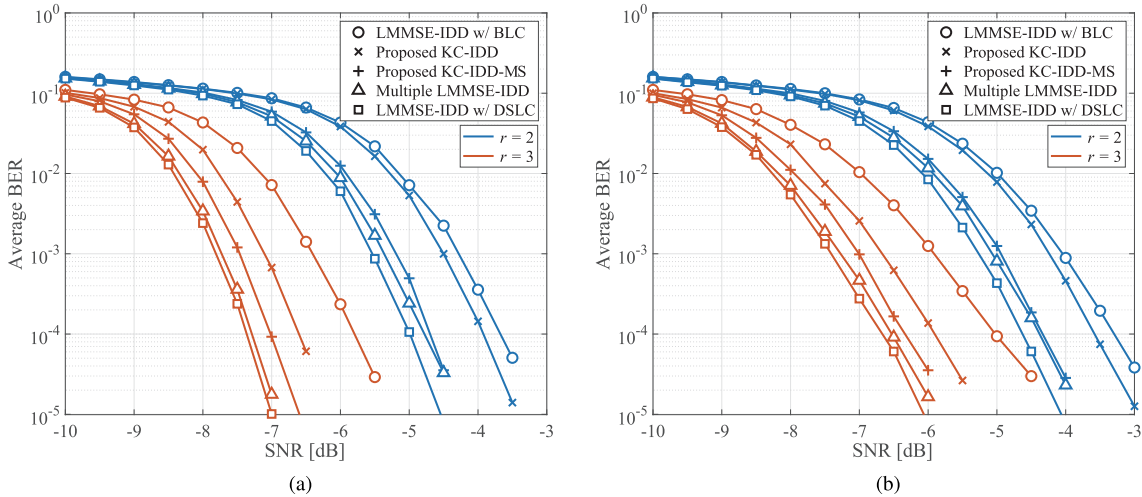 10^0
10^-1
10^-2
10^-3
10^-4
10^-5
Average BER
-10
-9
-8
-7
-6
-5
-4
-3
SNR [dB]
LMMSE-IDD w/ BLC
Proposed KC-IDD
Proposed KC-IDD-MS
Multiple LMMSE-IDD
LMMSE-IDD w/ DSLC
r = 2
r = 3
(a)
10^0
10^-1
10^-2
10^-3
10^-4
10^-5
Average BER
-10
-9
-8
-7
-6
-5
-4
-3
SNR [dB]
LMMSE-IDD w/ BLC
Proposed KC-IDD
Proposed KC-IDD-MS
Multiple LMMSE-IDD
LMMSE-IDD w/ DSLC
r = 2
r = 3
(b)